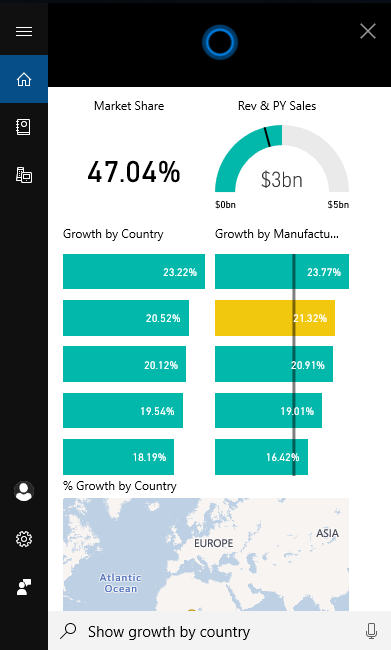 Market Share
Rev & PY Sales
47.04%
$3bn
$0bn
$5bn
Growth by Country
Growth by Manufactu...
23.22%
23.77%
20.52%
21.32%
20.12%
20.91%
19.54%
19.01%
18.19%
16.42%
% Growth by Country
ASIA
EUROPE
Atlantic
Ocean
Show growth by country